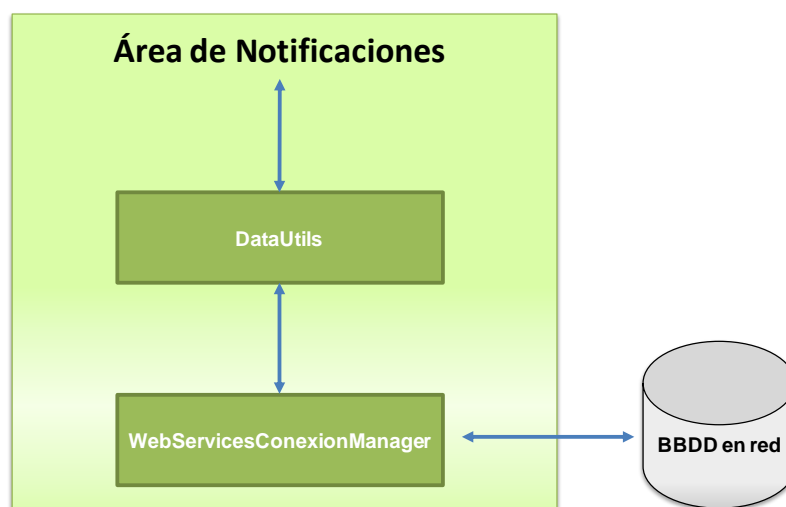 Área de Notificaciones
DataUtils
WebServicesConexionManager
BBDD en red